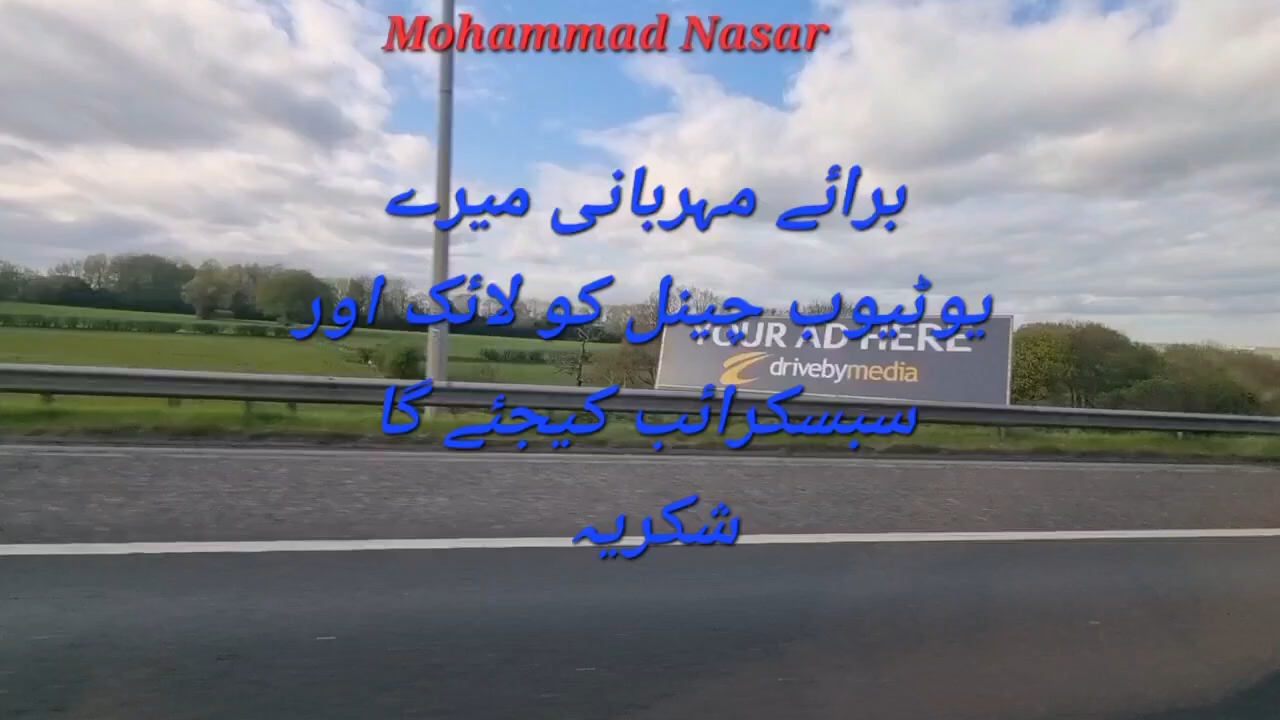 Mohammad Nasar
برائے مہربانی میرے
یوٹیوب چینل کو لائک اور
سبسکرائب کیجئے گا
شکریہ
YOUR AD HERE
drivebymedia